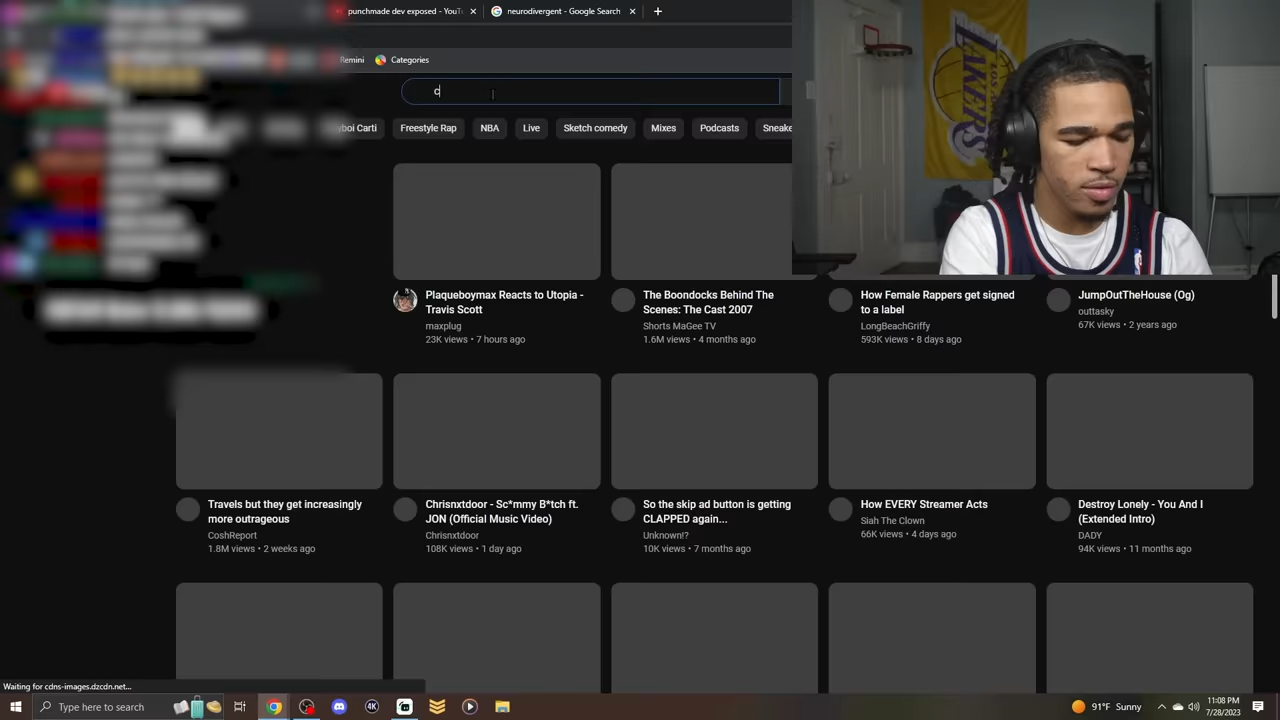 punchmade dev exposed - YouT
neurodivergent - Google Search
Remini
Categories
c
yboi Carti
Freestyle Rap
NBA
Live
Sketch comedy
Mixes
Podcasts
Sneake
LAKERS
LOS
Plaqueboymax Reacts to Utopia -
Travis Scott
maxplug
23K views • 7 hours ago
The Boondocks Behind The
Scenes: The Cast 2007
Shorts MaGee TV
1.6M views • 4 months ago
How Female Rappers get signed
to a label
LongBeachGriffy
593K views • 8 days ago
JumpOutTheHouse (Og)
outtasky
67K views • 2 years ago
Travels but they get increasingly
more outrageous
CoshReport
1.8M views • 2 weeks ago
Chrisnxtdoor - Sc*mmy B*tch ft.
JON (Official Music Video)
Chrisnxtdoor
108K views • 1 day ago
So the skip ad button is getting
CLAPPED again...
Unknown!?
10K views • 7 months ago
How EVERY Streamer Acts
Siah The Clown
66K views • 4 days ago
Destroy Lonely - You And I
(Extended Intro)
DADY
94K views • 11 months ago
Waiting for cdns-images.dzcdn.net...
Type here to search
4K
91°F Sunny
11:08 PM
7/28/2023